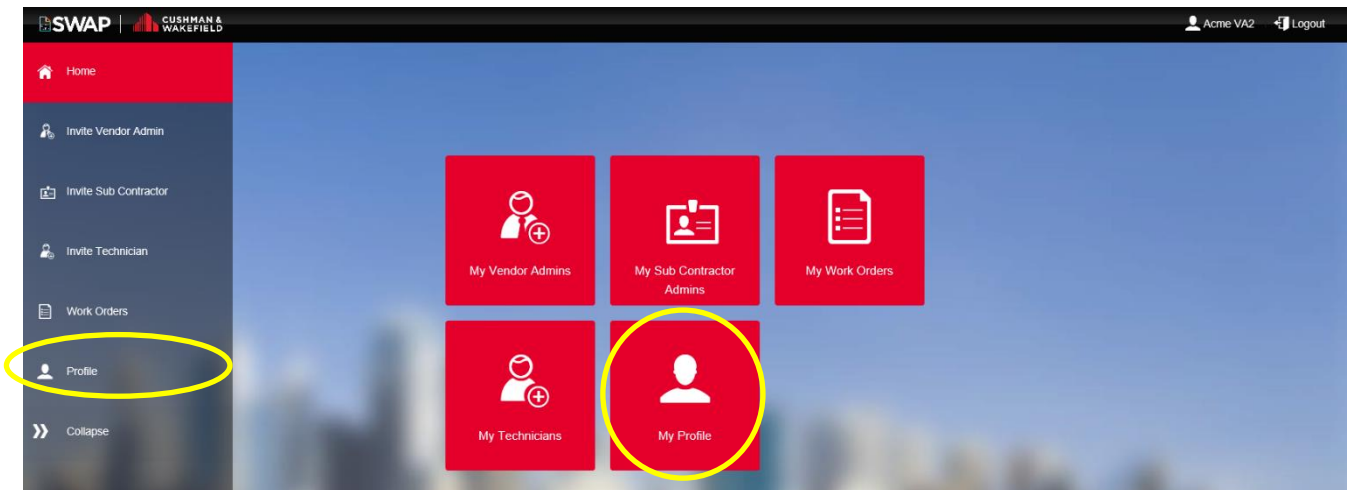 SWAP
CUSHMAN &
WAKEFIELD
Acme VA2
Logout
Home
Invite Vendor Admin
Invite Sub Contractor
Invite Technician
Work Orders
Profile
Collapse
My Vendor Admins
My Sub Contractor
Admins
My Work Orders
My Technicians
My Profile